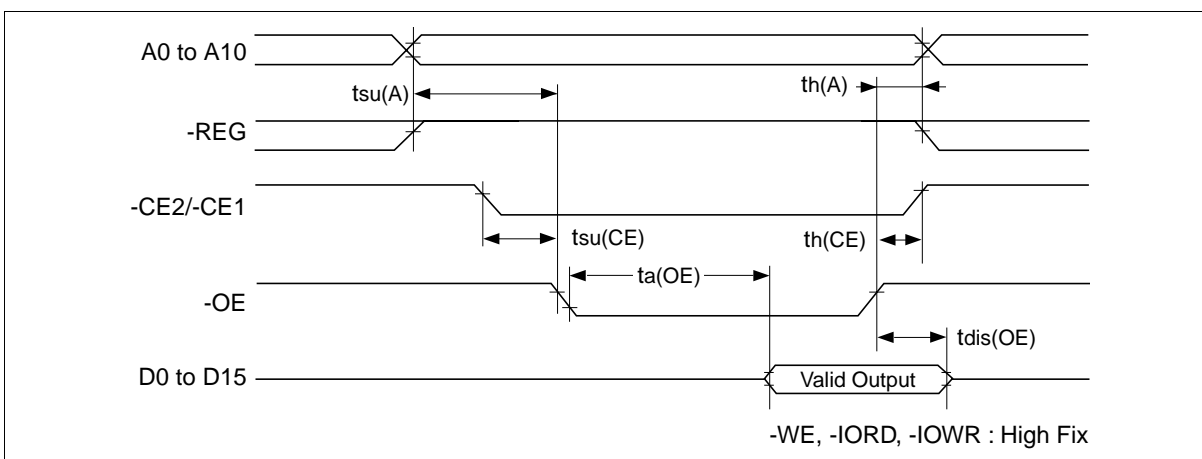 A0 to A10
tsu(A)
th(A)
-REG
-CE2/-CE1
tsu(CE)
th(CE)
ta(OE)
-OE
tdis(OE)
D0 to D15
Valid Output
-WE, -IORD, -IOWR : High Fix